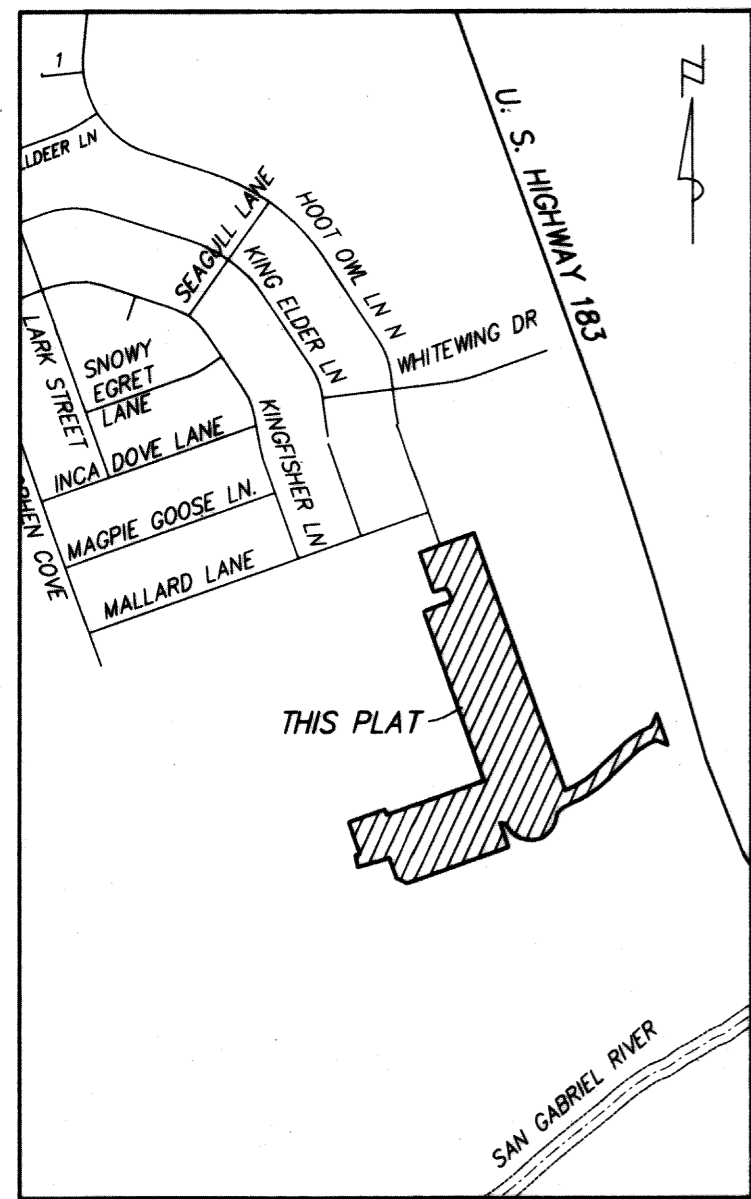 1
LDEER LN
U. S. HIGHWAY 183
N
SEAGULL LANE
HOOT OWL LN N
KING ELDER LN
WHITEWING DR
LARK STREET
SNOWY
EGRET
LANE
INCA DOVE LANE
KINGFISHER LN
MAGPIE GOOSE LN.
HEN COVE
MALLARD LANE
THIS PLAT
SAN GABRIEL RIVER